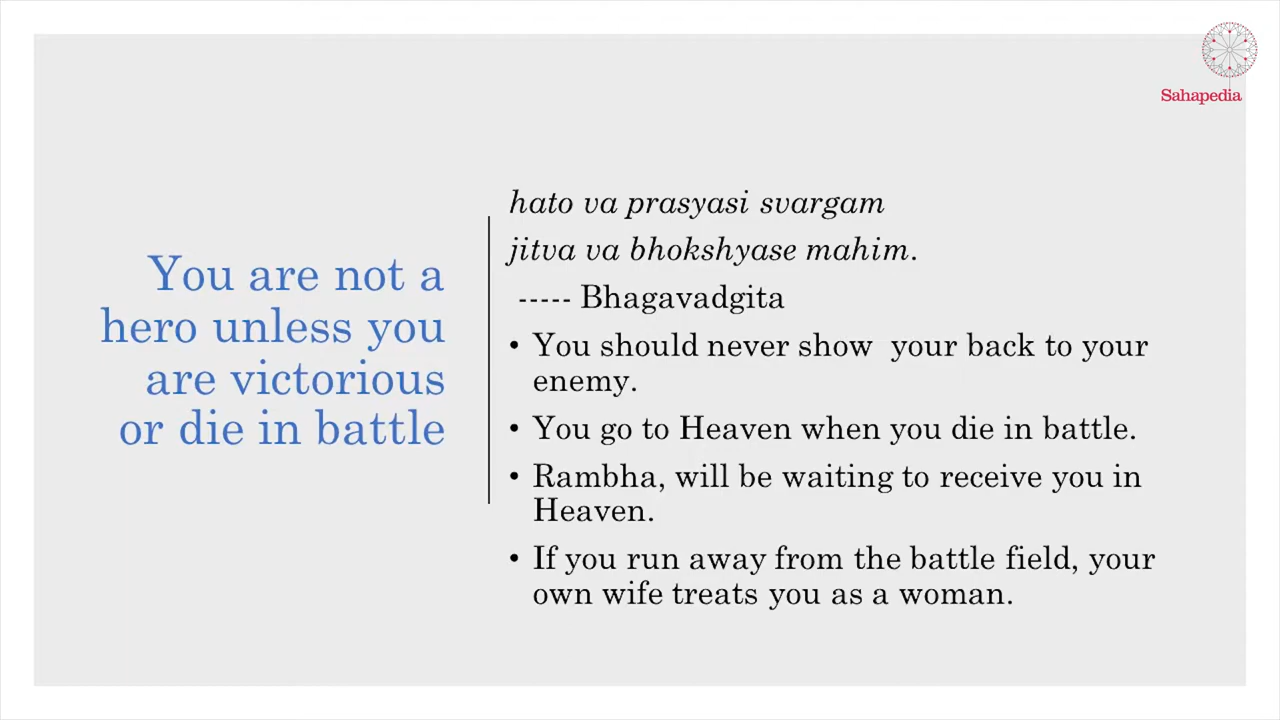 Sahapedia
You are not a
hero unless you
are victorious
or die in battle
hato va prasyasi svargam
jitva va bhokshyase mahim.
----- Bhagavadgita
• You should never show your back to your
enemy.
• You go to Heaven when you die in battle.
• Rambha, will be waiting to receive you in
Heaven.
• If you run away from the battle field, your
own wife treats you as a woman.